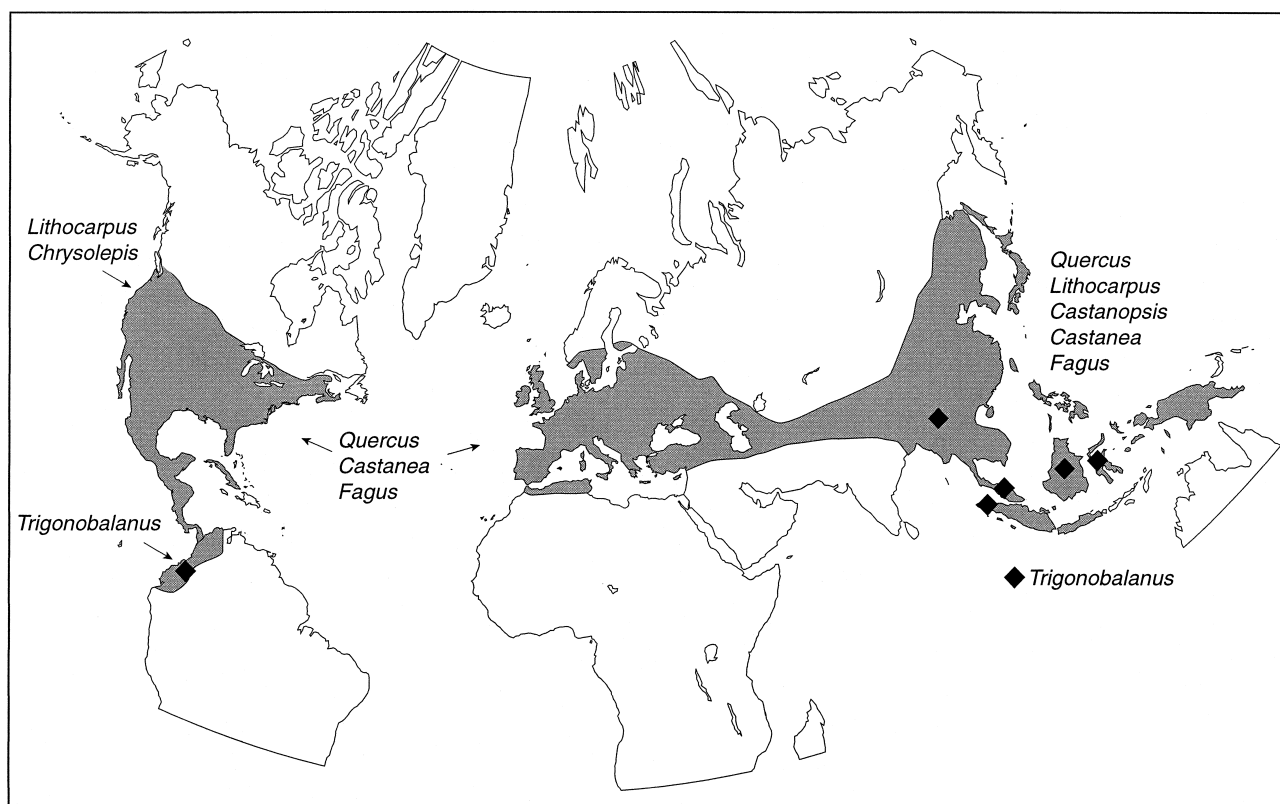 Lithocarpus
Chrysolepis
Quercus
Lithocarpus
Castanopsis
Castanea
Fagus
Quercus
Castanea
Fagus
Trigonobalanus
Trigonobalanus